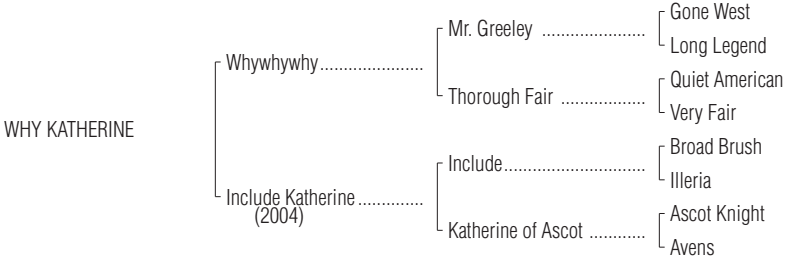 Gone West
Mr. Greeley ......................
Long Legend
Whywhywhy......................
Quiet American
Thorough Fair ..................
Very Fair
WHY KATHERINE
Broad Brush
Include..............................
Illeria
Include Katherine ..............
(2004)
Ascot Knight
Katherine of Ascot ............
Avens